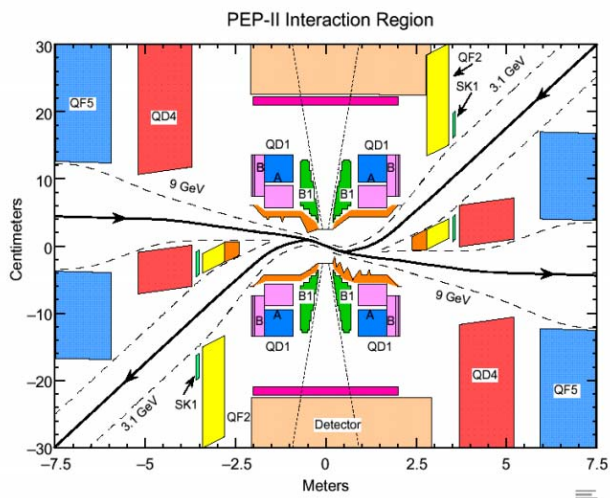 PEP-II Interaction Region
30
20
10
0
−10
−20
−30
Centimeters
−7.5
−5
−2.5
0
2.5
5
7.5
Meters
QF5
QD4
9 GeV
QD1
QD1
B
A
B1
A
B
QF2
SK1
3.1 GeV
B
A
B1
B1
A
B
QD1
QD1
9 GeV
SK1
3.1 GeV
QF2
Detector
QD4
QF5